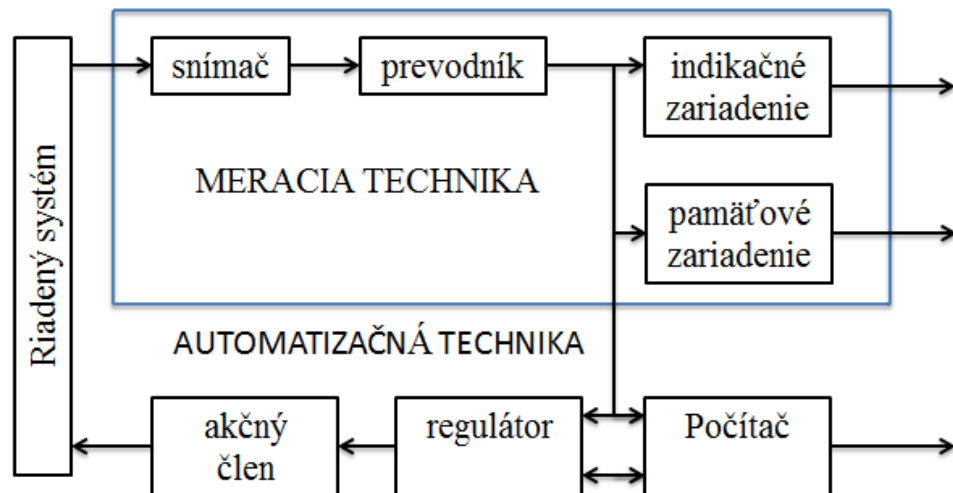 Riadený systém
snímač
prevodník
indikačné
zariadenie
MERACIA TECHNIKA
pamäťové
zariadenie
AUTOMATIZAČNÁ TECHNIKA
akčný
člen
regulátor
Počítač